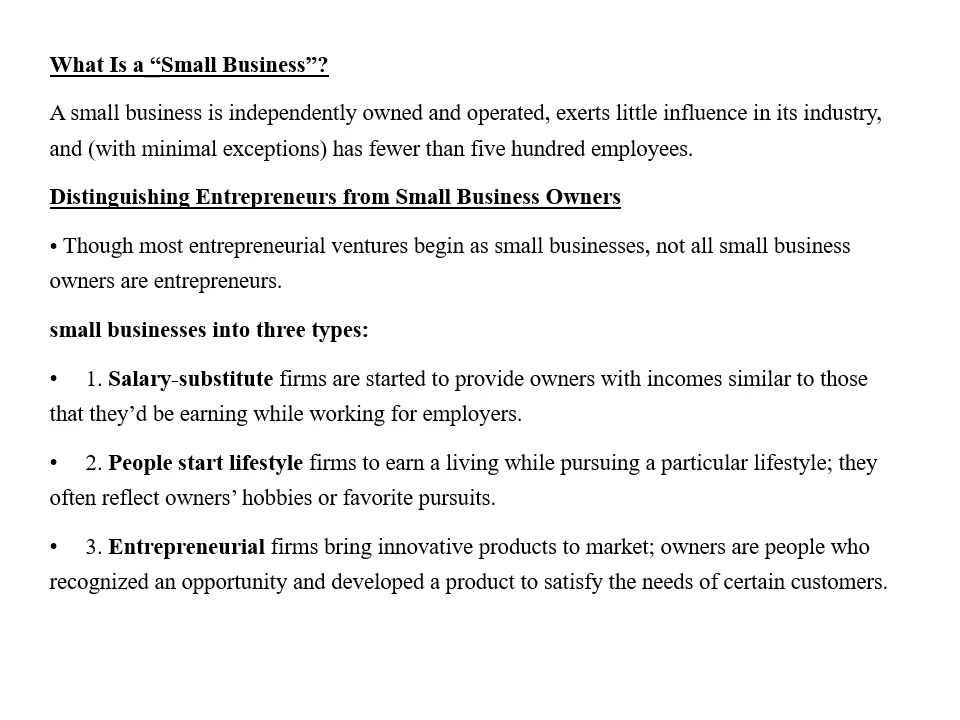 What Is a “Small Business”?
A small business is independently owned and operated, exerts little influence in its industry,
and (with minimal exceptions) has fewer than five hundred employees.
Distinguishing Entrepreneurs from Small Business Owners
• Though most entrepreneurial ventures begin as small businesses, not all small business
owners are entrepreneurs.
small businesses into three types:
• 1. Salary-substitute firms are started to provide owners with incomes similar to those
that they’d be earning while working for employers.
• 2. People start lifestyle firms to earn a living while pursuing a particular lifestyle; they
often reflect owners’ hobbies or favorite pursuits.
• 3. Entrepreneurial firms bring innovative products to market; owners are people who
recognized an opportunity and developed a product to satisfy the needs of certain customers.